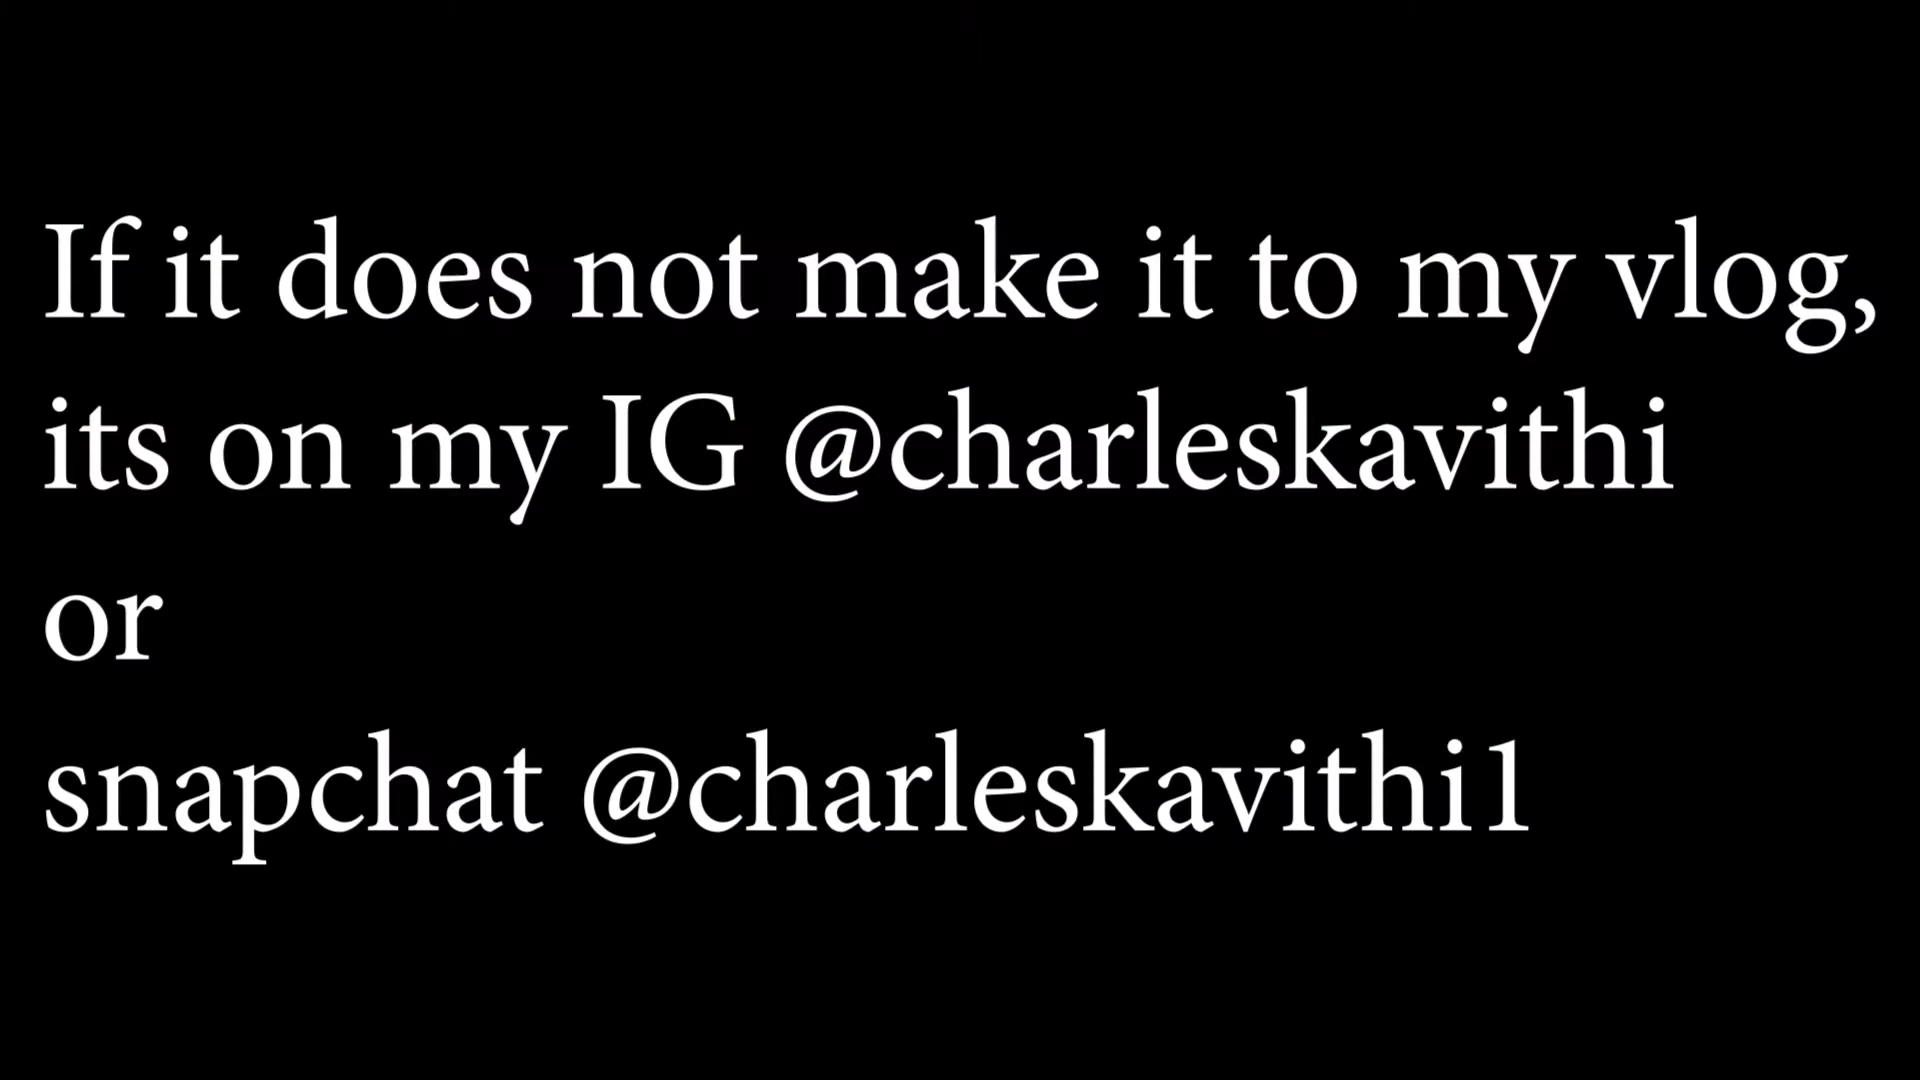 If it does not make it to my vlog,
its on my IG @charleskavithi
or
snapchat @charleskavithi1